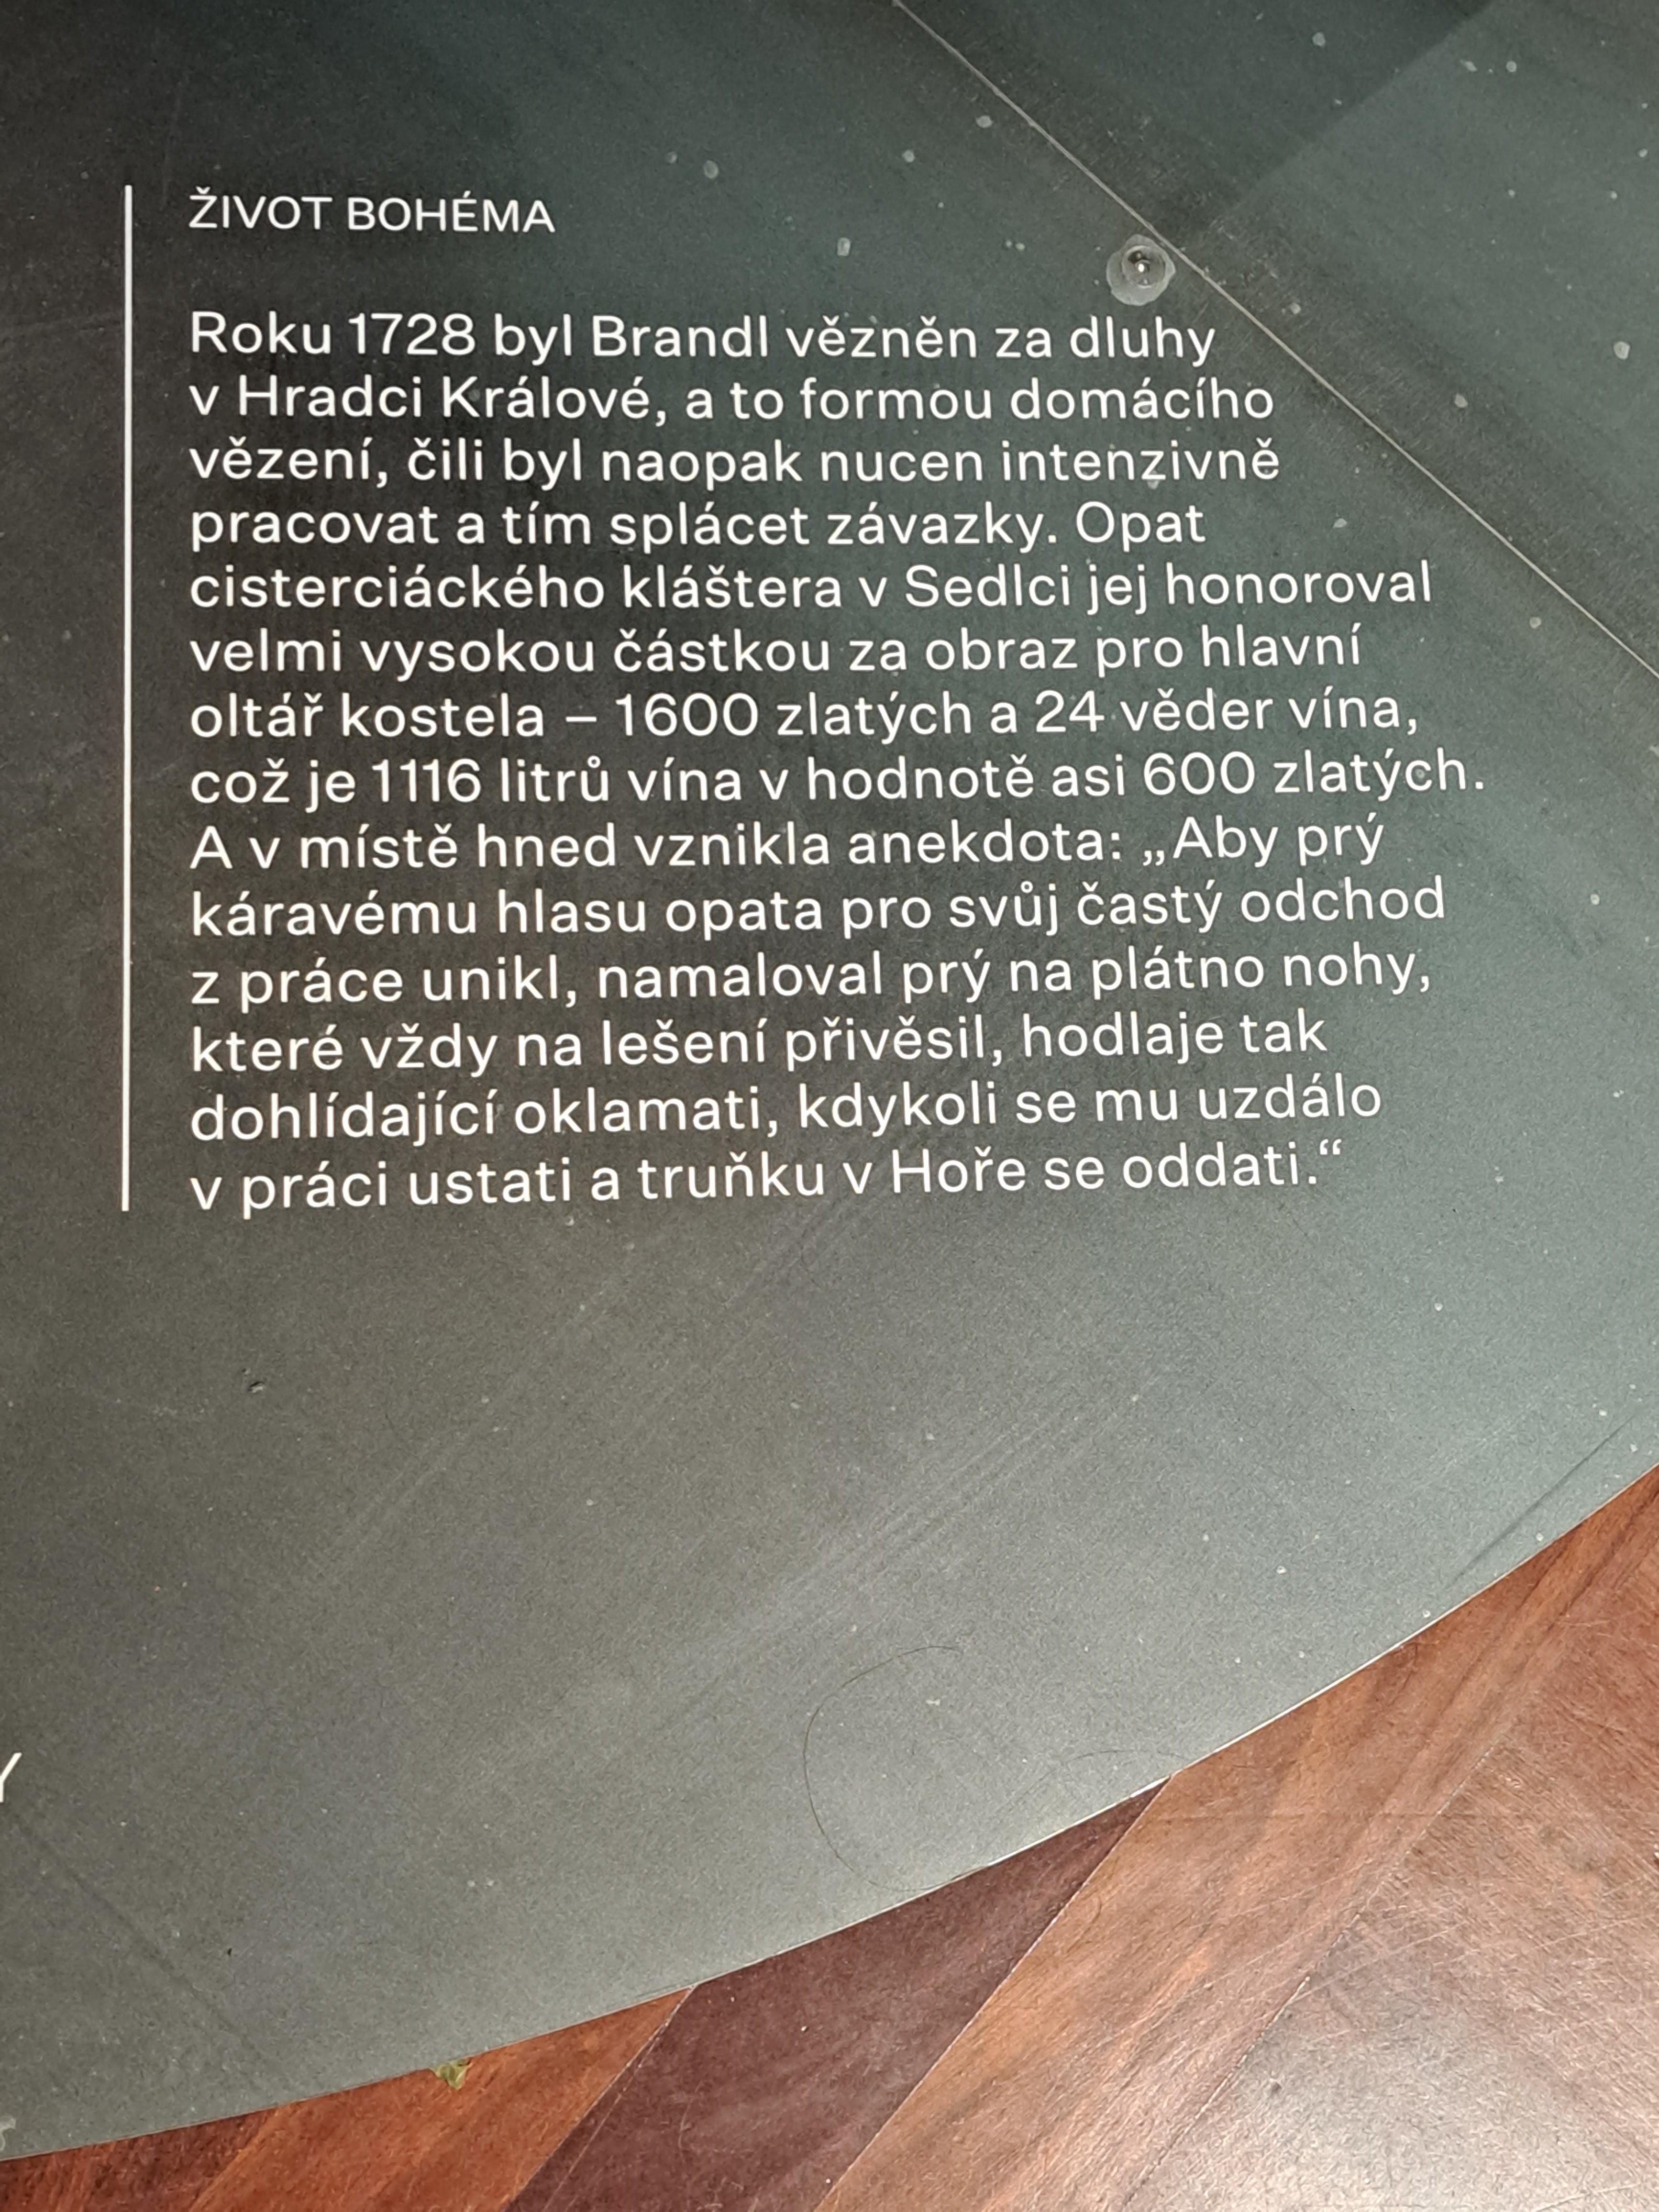 ŽIVOT BOHÉMA
Roku 1728 byl Brandl vězněn za dluhy
v Hradci Králové, a to formou domácího
vězení, čili byl naopak nucen intenzivně
pracovat a tím splácet závazky. Opat
cisterciáckého kláštera v Sedlci jej honoroval
velmi vysokou částkou za obraz pro hlavní
oltář kostela – 1600 zlatých a 24 věder vína,
což je 1116 litrů vína v hodnotě asi 600 zlatých.
A v místě hned vznikla anekdota: „Aby prý
káravému hlasu opata pro svůj častý odchod
z práce unikl, namaloval prý na plátno nohy,
které vždy na lešení přivěsil, hodlaje tak
dohlídající oklamati, kdykoli se mu uzdálo
v práci ustati a truňku v Hoře se oddati.“